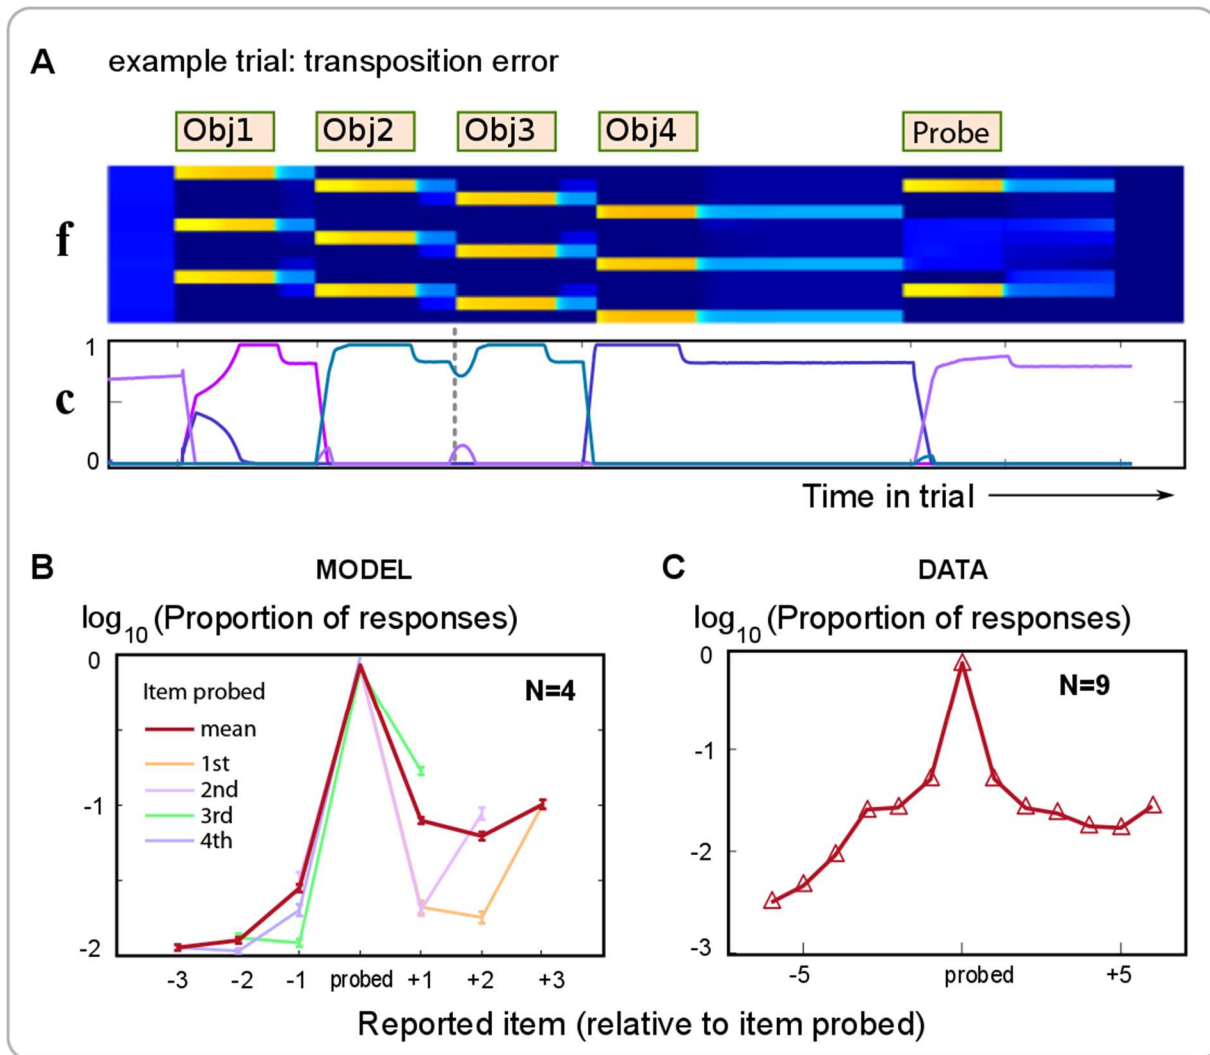 A example trial: transposition error
Obj1 Obj2 Obj3 Obj4 Probe
f
1
c
0
Time in trial
B MODEL
log10 (Proportion of responses)
0
Item probed
N=4
mean
1st
2nd
3rd
4th
-1
-2
-3 -2 -1 probed +1 +2 +3
C DATA
log10 (Proportion of responses)
0
N=9
-1
-2
-3
-5 probed +5
Reported item (relative to item probed)